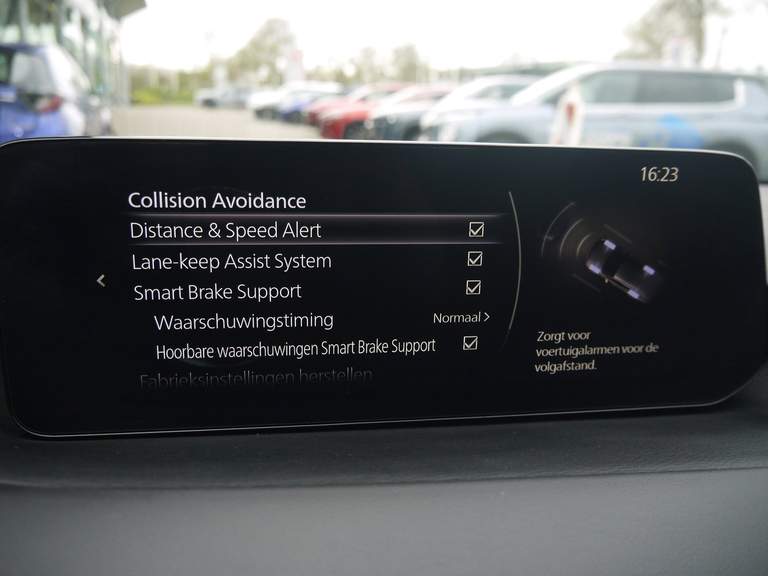 16:23
Collision Avoidance
Distance & Speed Alert
Lane-keep Assist System
Smart Brake Support
Waarschuwingstiming Normaal >
Hoorbare waarschuwingen Smart Brake Support
Fabrieksinstellingen herstellen
Zorgt voor
voertuigalarmen voor de
volgafstand.